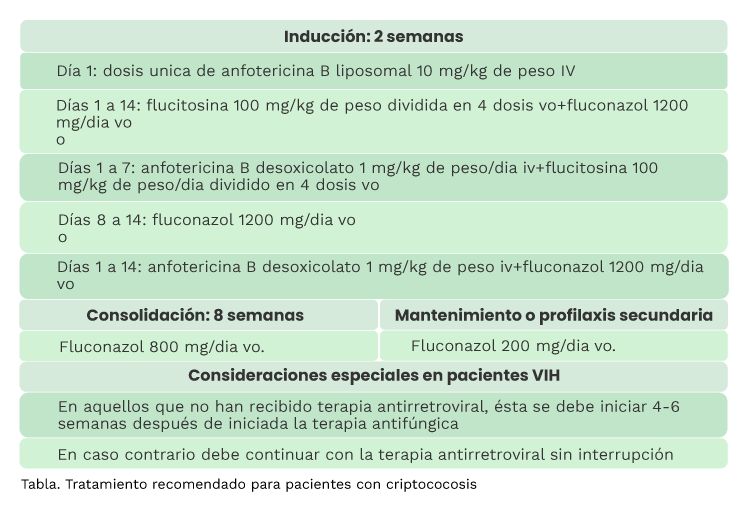 Inducción: 2 semanas
Día 1: dosis unica de anfotericina B liposomal 10 mg/kg de peso IV
Días 1 a 14: flucitosina 100 mg/kg de peso dividida en 4 dosis vo+fluconazol 1200
mg/dia vo
o
Días 1 a 7: anfotericina B desoxicolato 1 mg/kg de peso/dia iv+flucitosina 100
mg/kg de peso/dia dividido en 4 dosis vo
Días 8 a 14: fluconazol 1200 mg/dia vo
o
Días 1 a 14: anfotericina B desoxicolato 1 mg/kg de peso iv+fluconazol 1200 mg/dia
vo
Consolidación: 8 semanas
Mantenimiento o profilaxis secundaria
Fluconazol 800 mg/dia vo.
Fluconazol 200 mg/dia vo.
Consideraciones especiales en pacientes VIH
En aquellos que no han recibido terapia antirretroviral, ésta se debe iniciar 4-6
semanas después de iniciada la terapia antifúngica
En caso contrario debe continuar con la terapia antirretroviral sin interrupción
Tabla. Tratamiento recomendado para pacientes con criptococosis